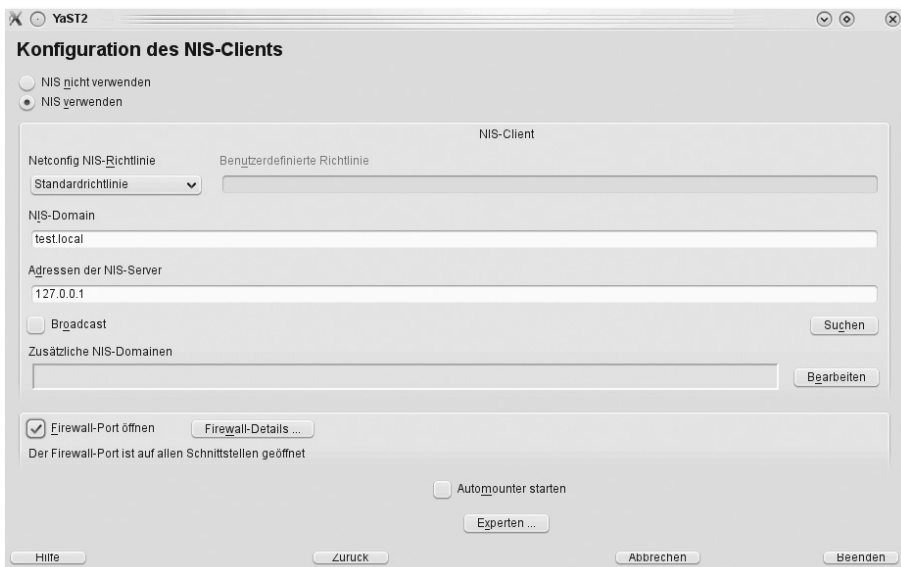 YaST2
Konfiguration des NIS-Clients
NIS nicht verwenden
NIS verwenden
NIS-Client
Netconfig NIS-Richtlinie
Benutzerdefinierte Richtlinie
Standardrichtlinie
NIS-Domain
test.local
Adressen der NIS-Server
127.0.0.1
Broadcast
Suchen
Zusätzliche NIS-Domainen
Bearbeiten
Firewall-Port öffnen
Firewall-Details ...
Der Firewall-Port ist auf allen Schnittstellen geöffnet
Automounter starten
Experten ...
Hilfe Zurück Abbrechen Beenden